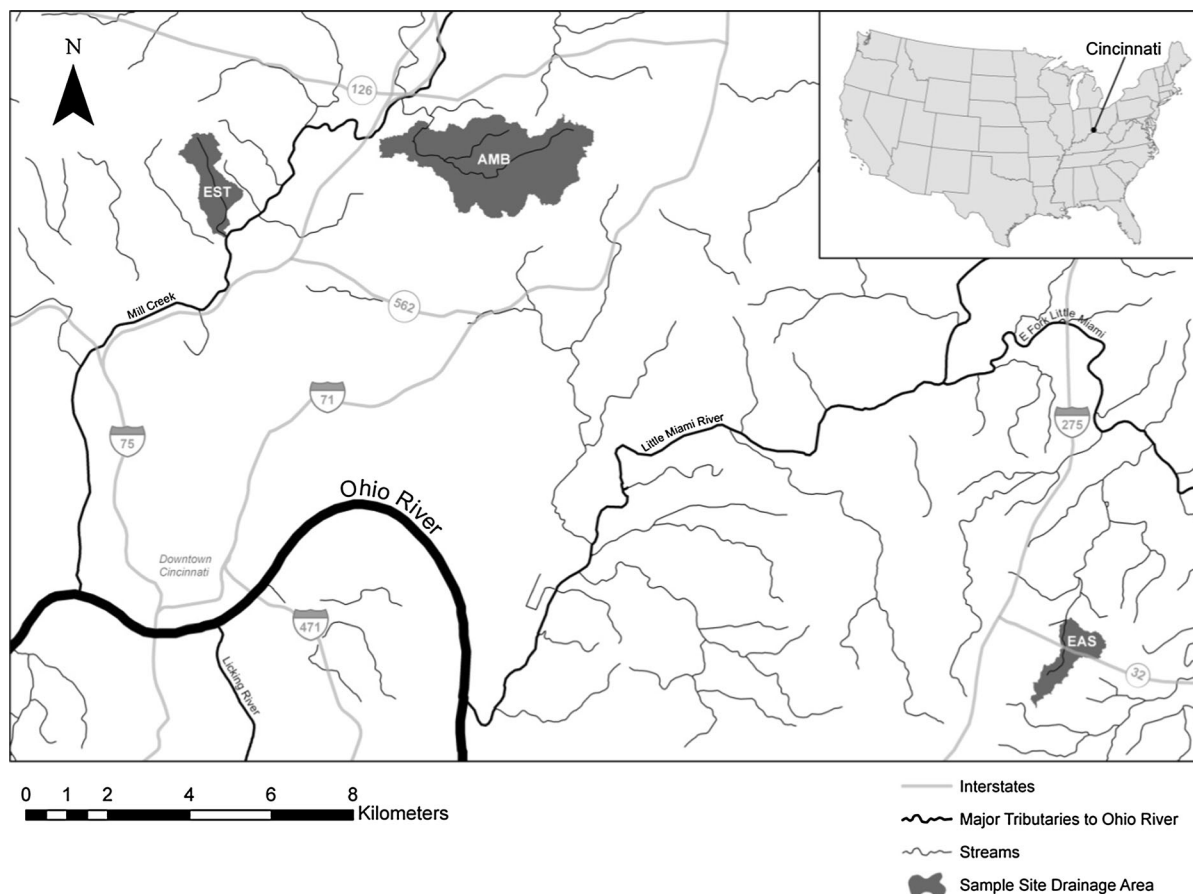 N
Cincinnati
126
AMB
EST
Mill Creek
562
E Fork Little Miami
71
75
275
Little Miami River
Ohio River
Downtown
Cincinnati
471
Licking River
EAS
32
0 1 2 4 6 8
Kilometers
Interstates
Major Tributaries to Ohio River
Streams
Sample Site Drainage Area